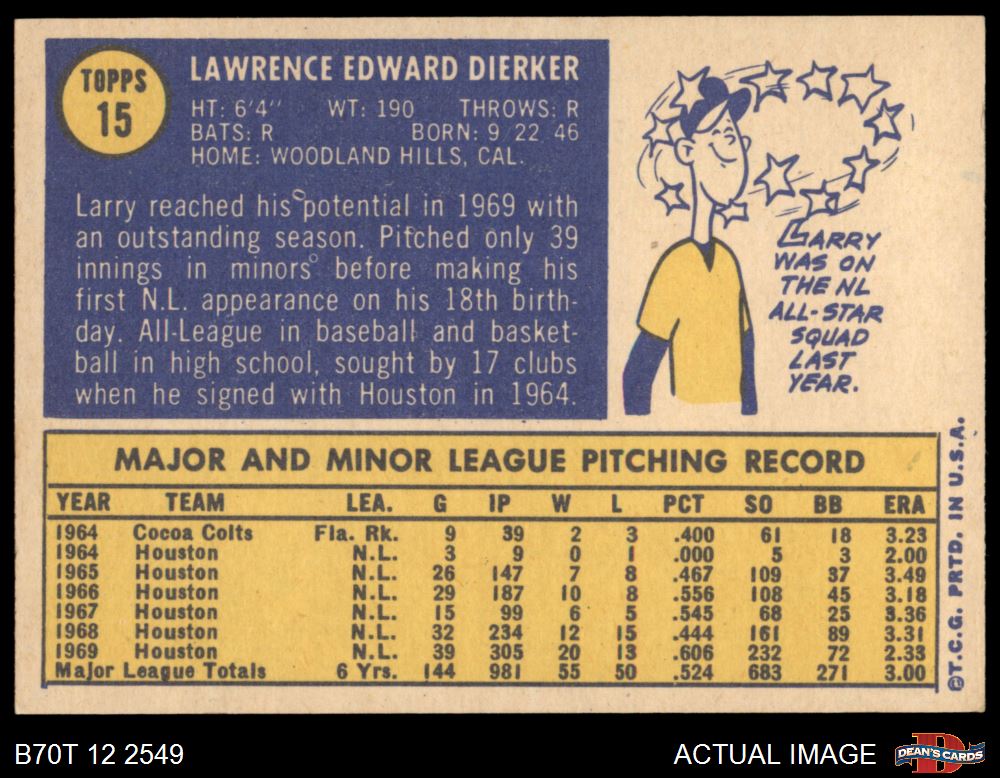 TOPPS
15
LAWRENCE EDWARD DIERKER
HT: 6'4" WT: 190 THROWS: R
BATS: R BORN: 9 22 46
HOME: WOODLAND HILLS, CAL.
Larry reached his potential in 1969 with
an outstanding season. Pitched only 39
innings in minors before making his
first N.L. appearance on his 18th birth-
day. All-League in baseball and basket-
ball in high school, sought by 17 clubs
when he signed with Houston in 1964.
LARRY
WAS ON
THE NL
ALL-STAR
SQUAD
LAST
YEAR.
MAJOR AND MINOR LEAGUE PITCHING RECORD
YEAR TEAM LEA. G IP W L PCT SO BB ERA
1964 Cocoa Colts Fla. Rk. 9 39 2 3 .400 61 18 3.23
1964 Houston N.L. 3 9 0 1 .000 5 3 2.00
1965 Houston N.L. 26 147 7 8 .467 109 37 3.49
1966 Houston N.L. 29 187 10 8 .556 108 45 3.18
1967 Houston N.L. 15 99 6 5 .545 68 25 3.36
1968 Houston N.L. 32 234 12 15 .444 161 89 3.31
1969 Houston N.L. 39 305 20 13 .606 232 72 2.33
Major League Totals 6 Yrs. 144 981 55 50 .524 683 271 3.00
©T.C.G. PRTD. IN U.S.A.
B70T 12 2549
ACTUAL IMAGE
DEAN'S CARDS